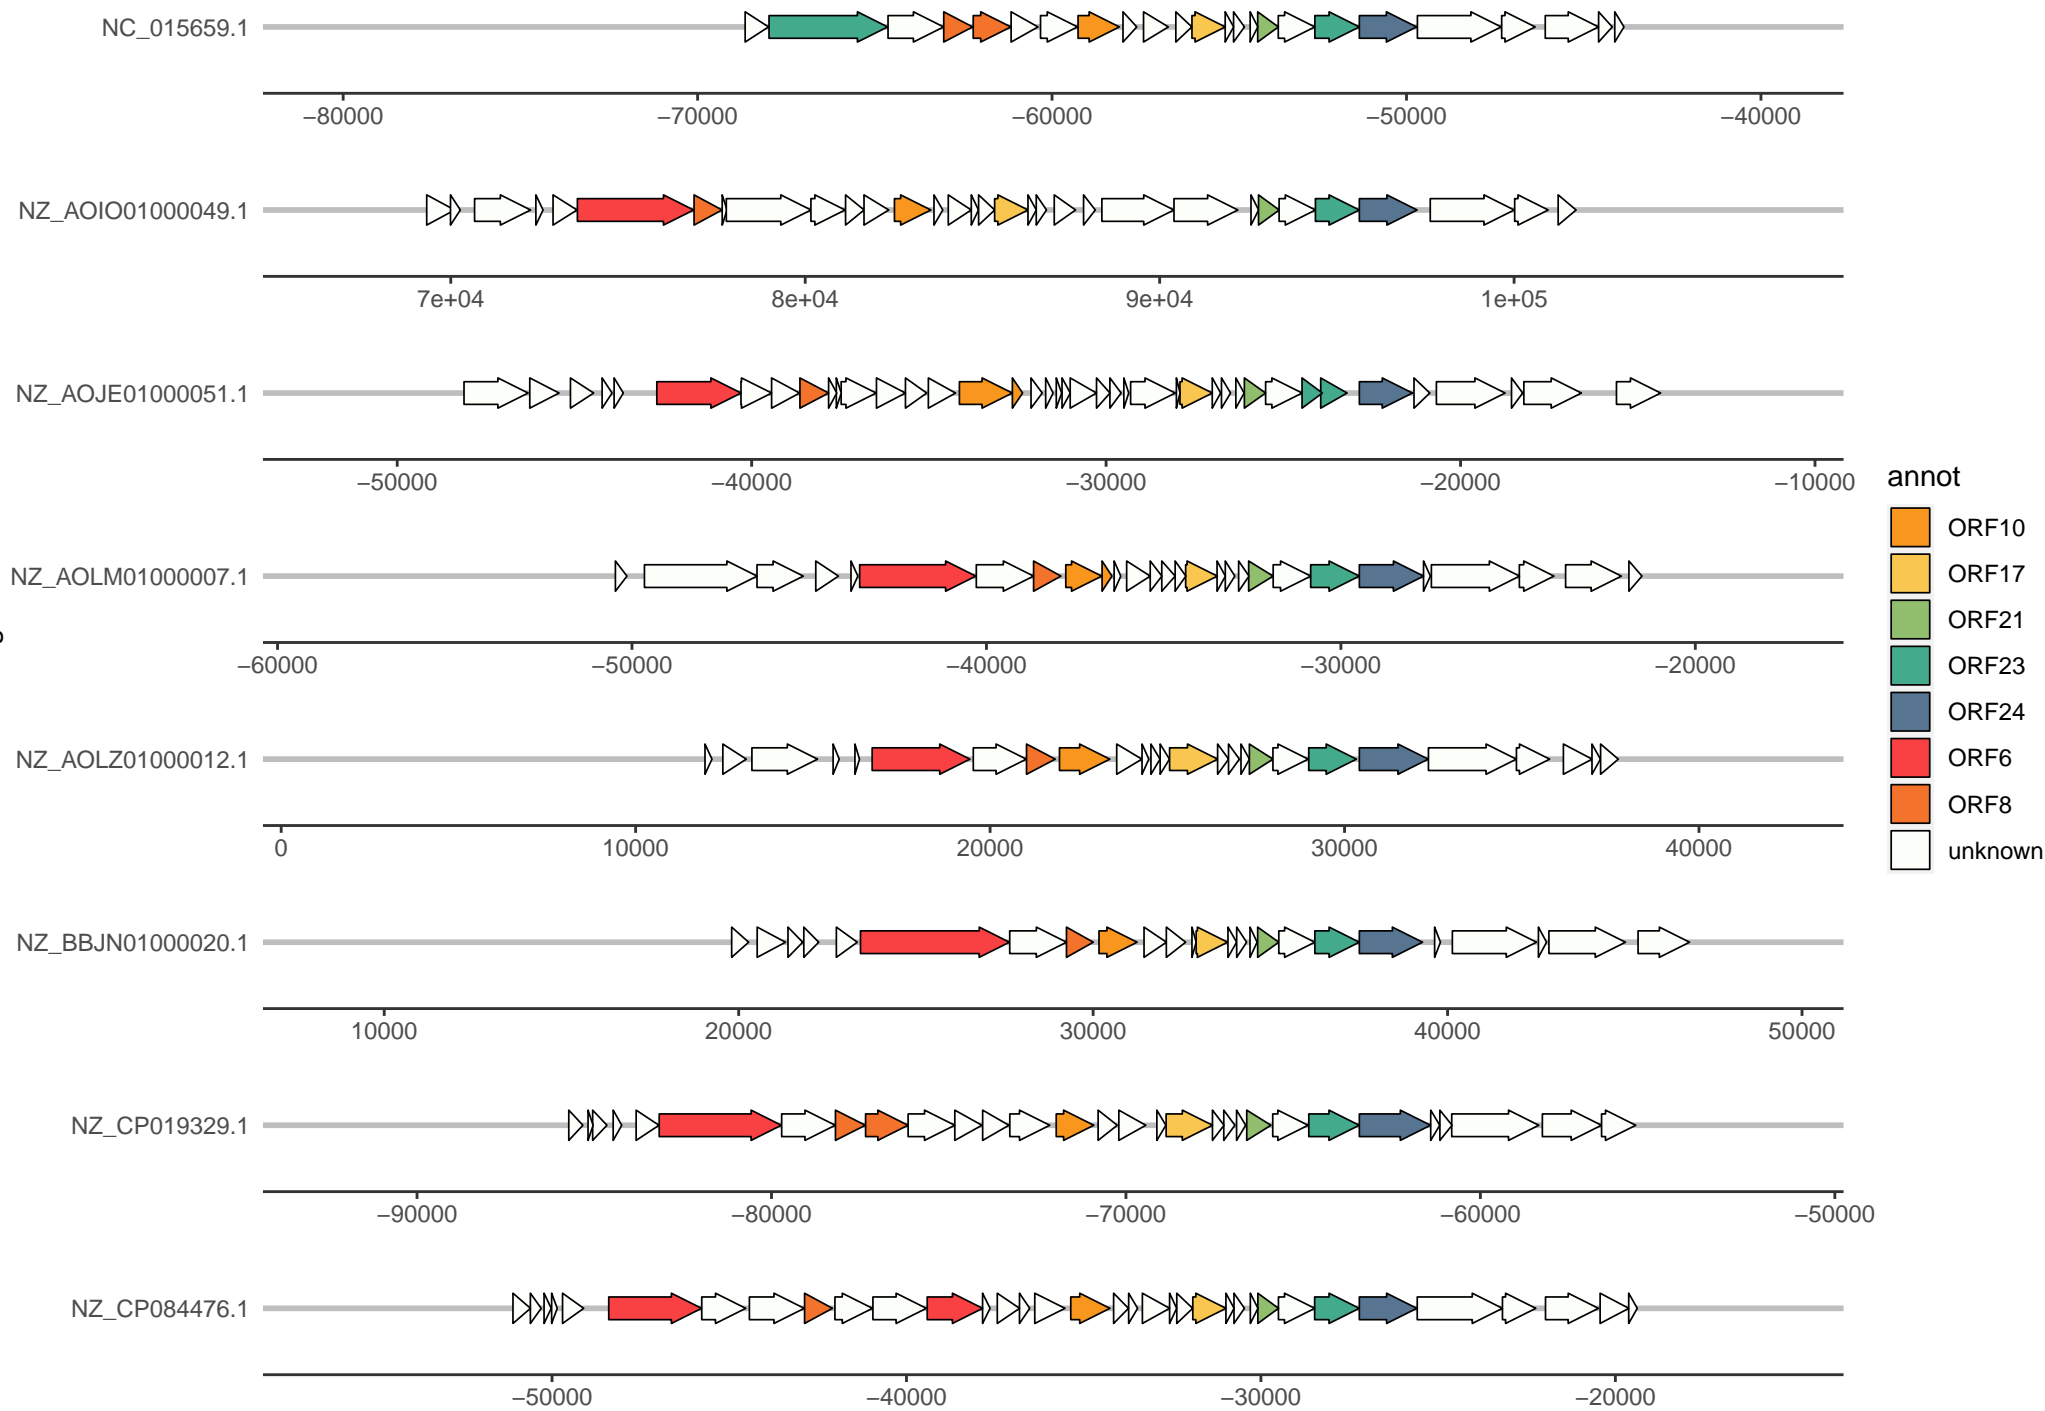 NC_015659.1
−80000 −70000 −60000 −50000 −40000
NZ_AOIO01000049.1
7e+04 8e+04 9e+04 1e+05
NZ_AOJE01000051.1
−50000 −40000 −30000 −20000 −10000
annot
ORF10
ORF17
ORF21
ORF23
ORF24
ORF6
ORF8
unknown
NZ_AOLM01000007.1
−60000 −50000 −40000 −30000 −20000
NZ_AOLZ01000012.1
0 10000 20000 30000 40000
NZ_BBJN01000020.1
10000 20000 30000 40000 50000
NZ_CP019329.1
−90000 −80000 −70000 −60000 −50000
NZ_CP084476.1
−50000 −40000 −30000 −20000